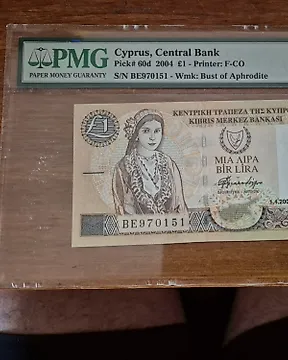 PMG
PAPER MONEY GUARANTY
Cyprus, Central Bank
Pick# 60d 2004 £1 - Printer: F-CO
S/N BE970151 - Wmk: Bust of Aphrodite
£1
ΚΕΝΤΡΙΚΗ ΤΡΑΠΕΖΑ ΤΗΣ ΚΥΠΡ
KIBRIS MERKEZ BANKASI
ΜΙΑ ΛΙΡΑ
BİR LİRA
BE970151